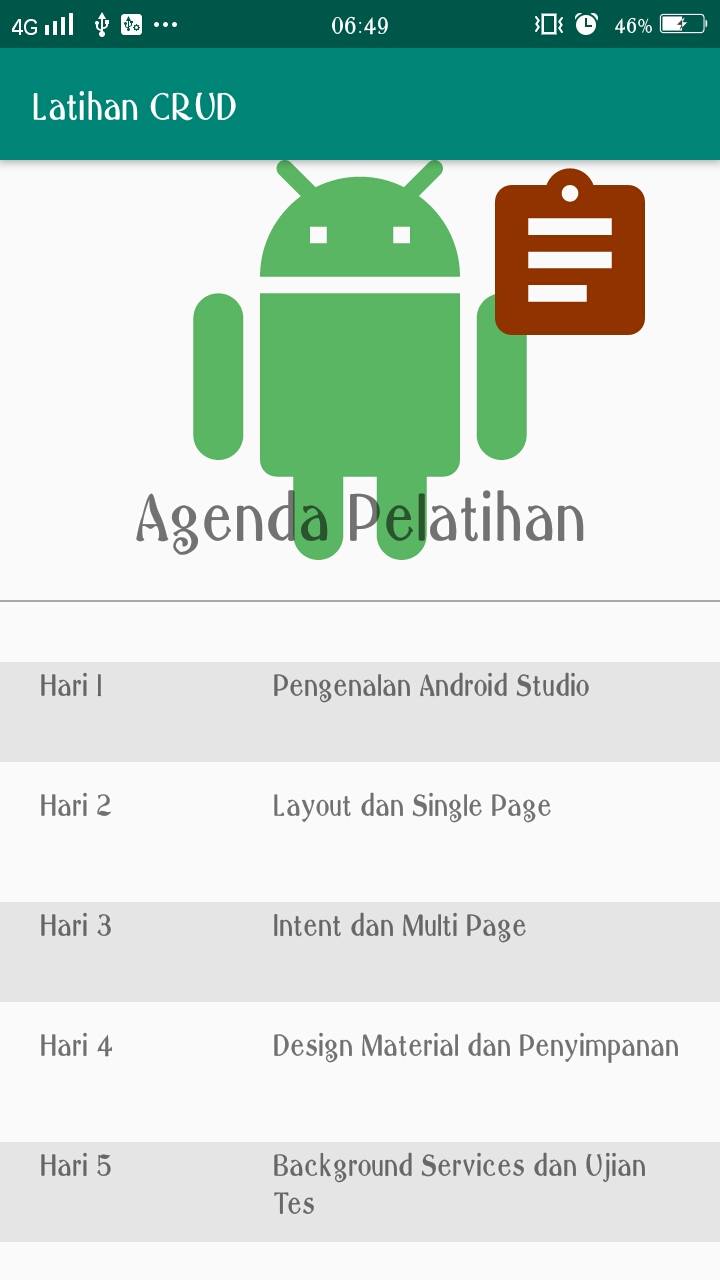 4G 06:49 46%
Latihan CRUD
Agenda Pelatihan
Hari 1 Pengenalan Android Studio
Hari 2 Layout dan Single Page
Hari 3 Intent dan Multi Page
Hari 4 Design Material dan Penyimpanan
Hari 5 Background Services dan Ujian
Tes